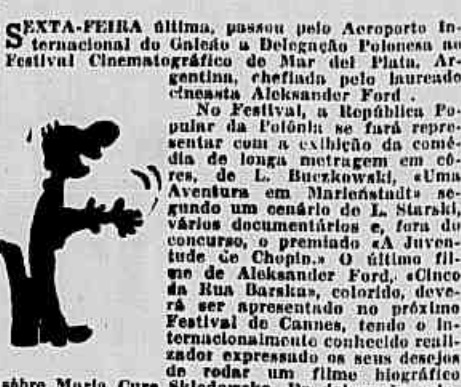 SEXTA-FEIRA última, passou pelo Aeroporto In-
ternacional do Galeão a Delegação Polonesa ao
Festival Cinematográfico de Mar del Plata, Ar-
gentina, chefiada pelo laureado
cineasta Aleksander Ford.
No Festival, a República Po-
pular da Polônia se fará repre-
sentar com a exibição da comé-
dia de longa metragem em cô-
res, de L. Buczkowski, «Uma
Aventura em Marienstadt» se-
gundo um cenário de L. Starski,
vários documentários e, fora do
concurso, o premiado «A Juven-
tude de Chopin.» O último fil-
me de Aleksander Ford, «Cinco
da Rua Barska», colorido, deve-
rá ser apresentado no próximo
Festival de Cannes, tendo o in-
ternacionalmente conhecido reali-
zador expressado os seus desejos
de rodar um filme biográfico
sôbre Maria Cure